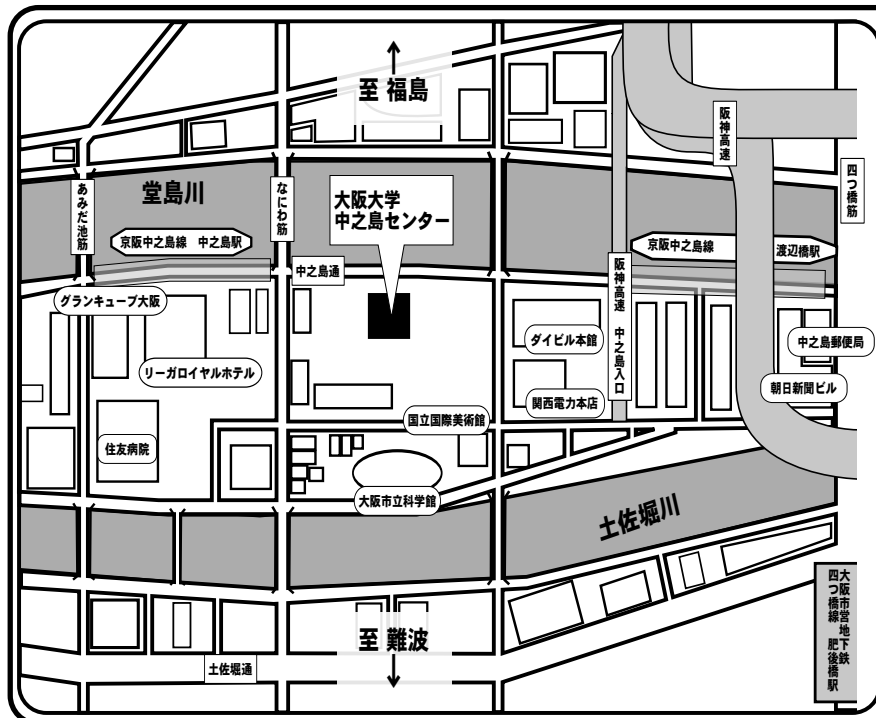 至 福島
阪神高速
四つ橋筋
あみだ池筋
堂島川
なにわ筋
大阪大学
中之島センター
京阪中之島線 中之島駅
京阪中之島線 渡辺橋駅
中之島通
阪神高速 中之島入口
グランキューブ大阪
リーガロイヤルホテル
ダイビル本館
中之島郵便局
関西電力本店
朝日新聞ビル
国立国際美術館
住友病院
大阪市立科学館
土佐堀川
大阪市営地下鉄
四つ橋線 肥後橋駅
至 難波
土佐堀通